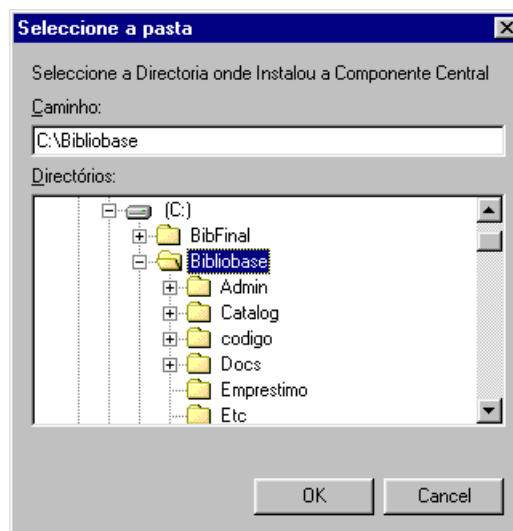 Seleccione a pasta
Seleccione a Directoria onde Instalou a Componente Central
Caminho:
C:\Bibliobase
Directórios:
(C:)
BibFinal
Bibliobase
Admin
Catalog
codigo
Docs
Emprestimo
Etc
OK Cancel